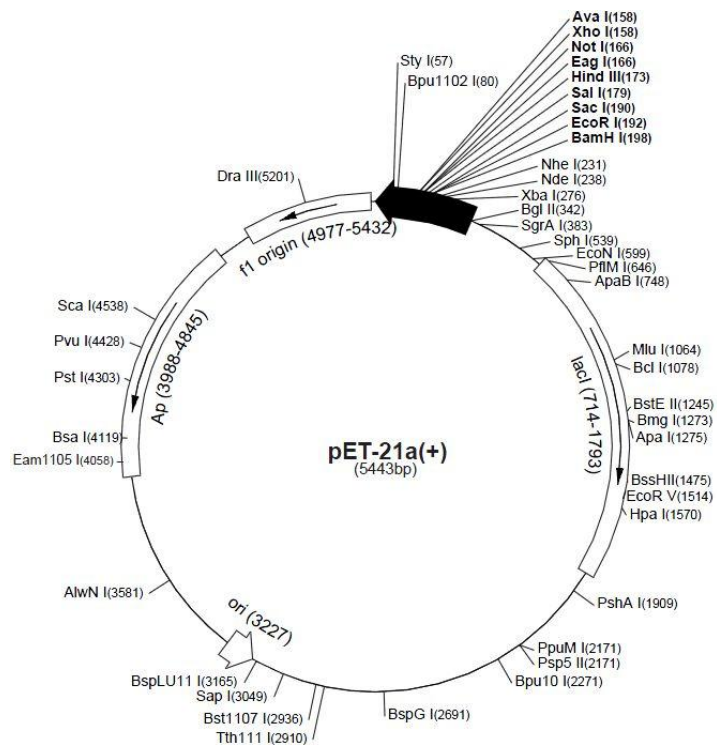 Ava I(158)
Xho I(158)
Not I(166)
Eag I(166)
Hind III(173)
Sal I(179)
Sac I(190)
EcoR I(192)
BamH I(198)
Sty I(57)
Bpu1102 I(80)
Nhe I(231)
Nde I(238)
Xba I(276)
Bgl II(342)
SgrA I(383)
Sph I(539)
EcoN I(599)
PflM I(646)
ApaB I(748)
Dra III(5201)
f1 origin (4977-5432)
Sca I(4538)
Pvu I(4428)
Pst I(4303)
Bsa I(4119)
Eam1105 I(4058)
Ap (3988-4845)
Mlu I(1064)
Bcl I(1078)
BstE II(1245)
Bmg I(1273)
Apa I(1275)
lacI (714-1793)
BssHII(1475)
EcoR V(1514)
Hpa I(1570)
pET-21a(+)
(5443bp)
AlwN I(3581)
ori (3227)
PshA I(1909)
PpuM I(2171)
Psp5 II(2171)
Bpu10 I(2271)
BspLU11 I(3165)
Sap I(3049)
Bst1107 I(2936)
Tth111 I(2910)
BspG I(2691)